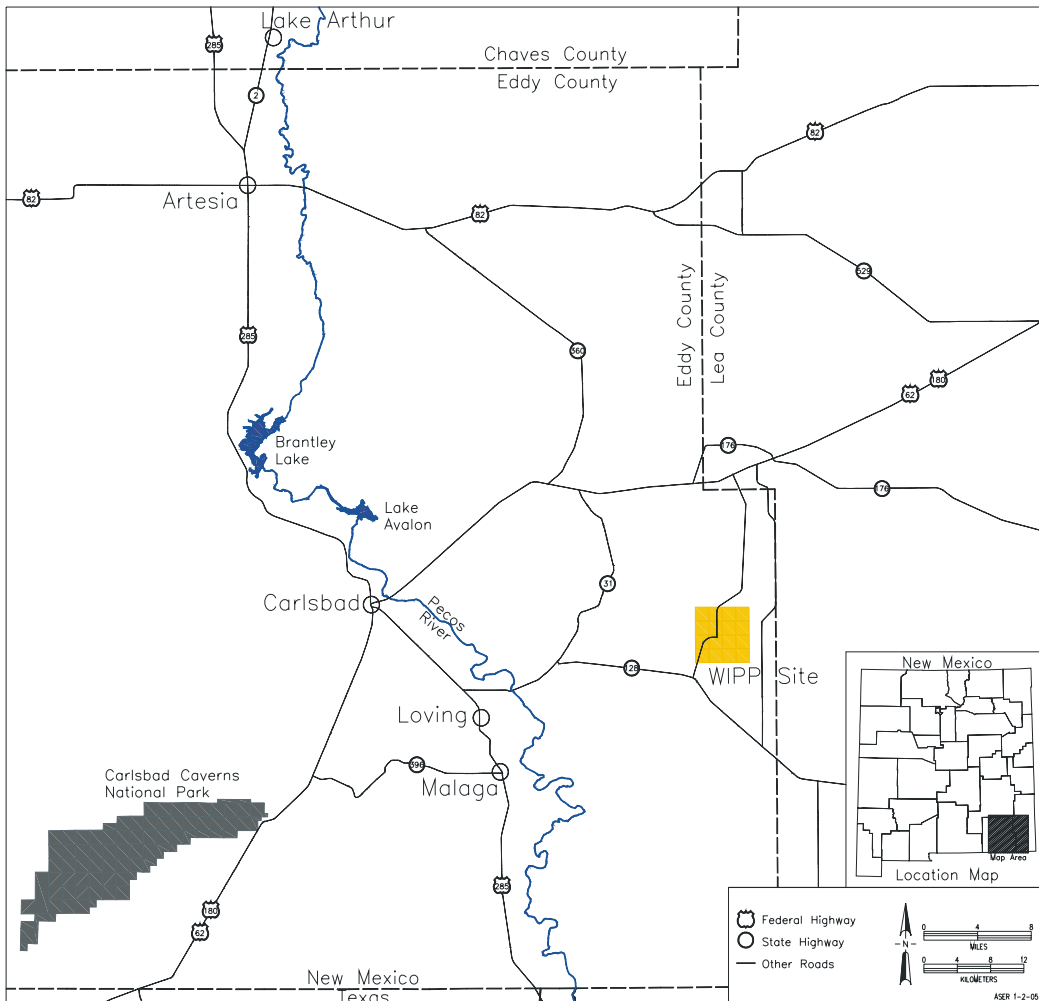 Lake Arthur
285
Chaves County
Eddy County
2
82
Artesia
82
82
529
285
360
Eddy County
Lea County
180
62
Brantley
Lake
176
176
Lake
Avalon
31
Carlsbad
Pecos
River
128
WIPP Site
Loving
396
Malaga
Carlsbad Caverns
National Park
285
180
62
New Mexico
Texas
New Mexico
Map Area
Location Map
Federal Highway
State Highway
Other Roads
N
0 4 8
MILES
0 4 8 12
KILOMETERS
ASER 1-2-05